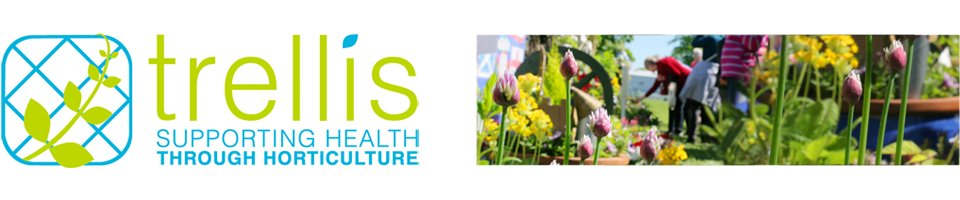 trellis
SUPPORTING HEALTH
THROUGH HORTICULTURE